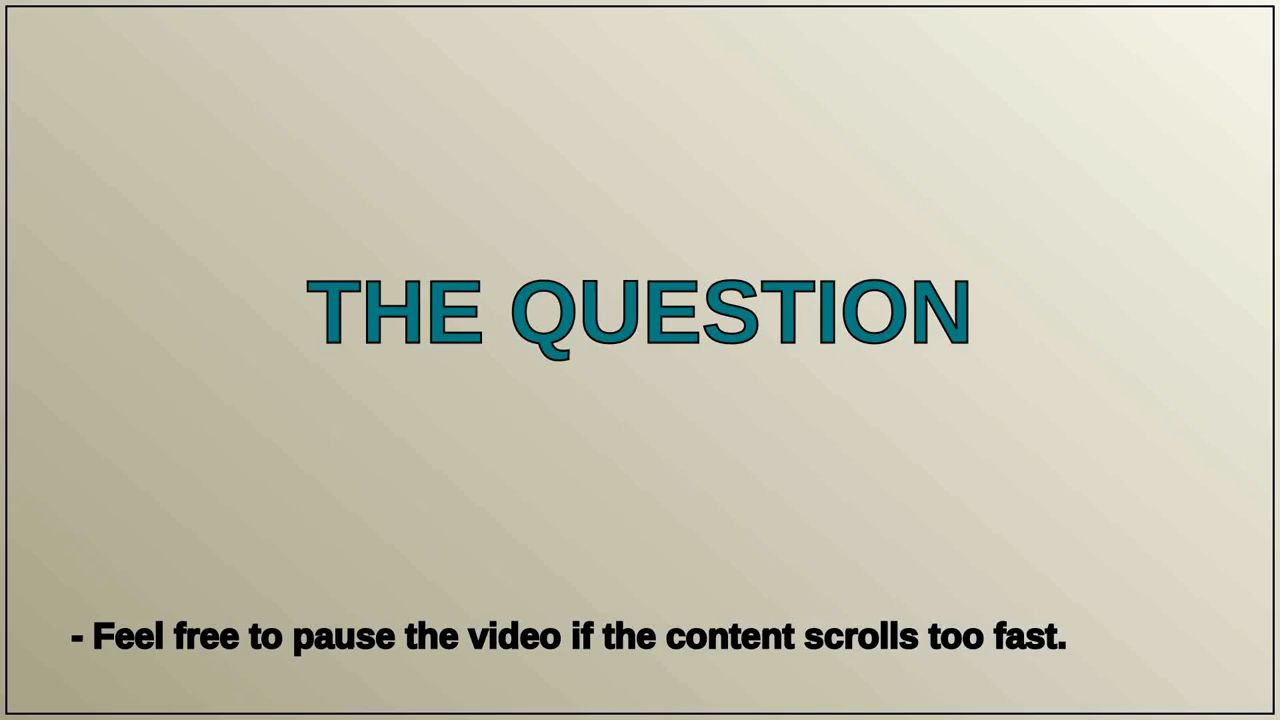 THE QUESTION
- Feel free to pause the video if the content scrolls too fast.